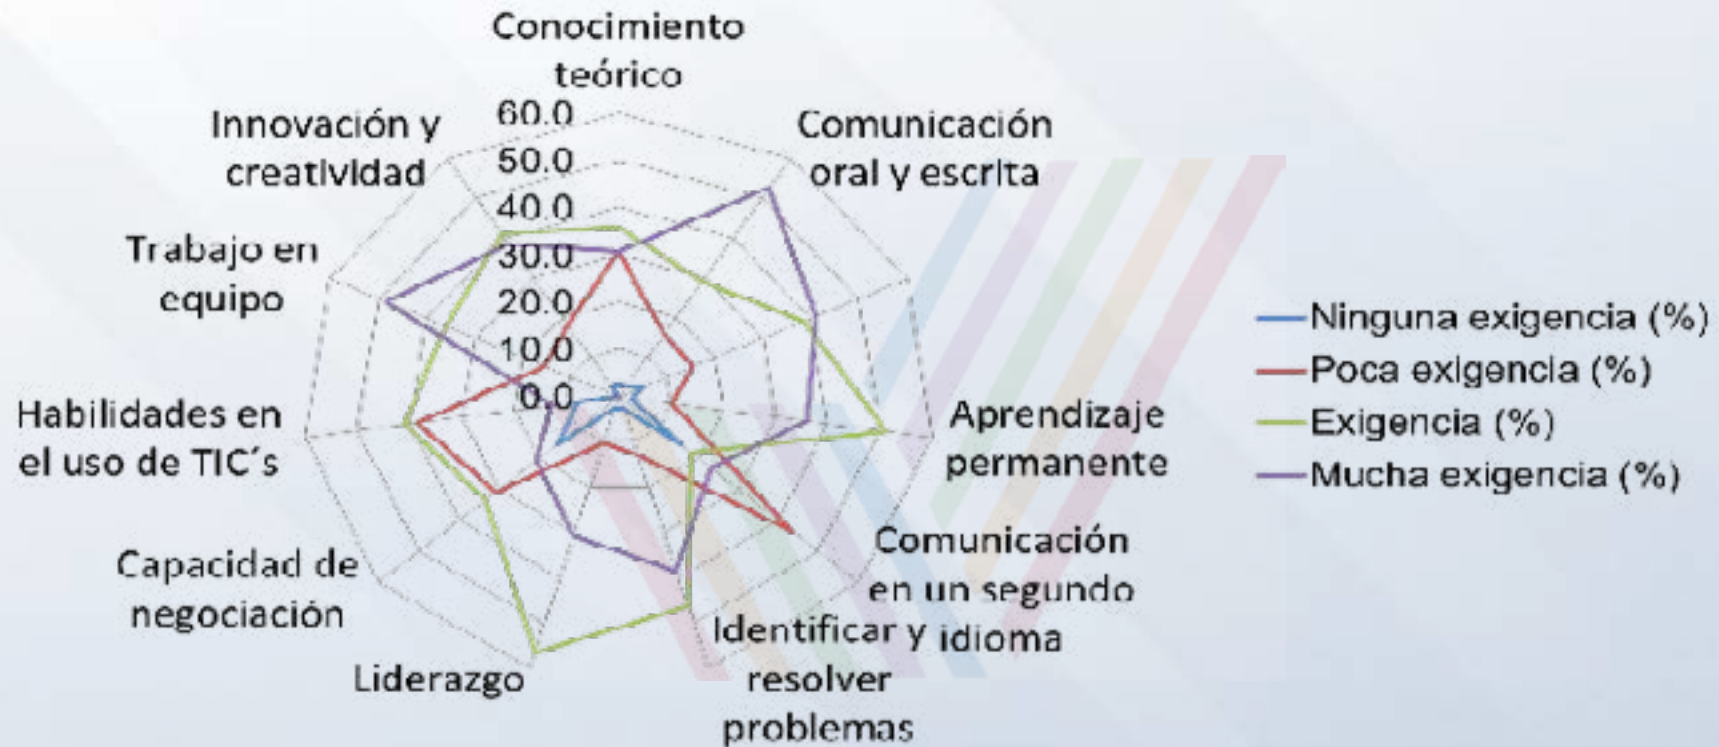 Conocimiento
teórico
Comunicación
oral y escrita
Aprendizaje
permanente
Comunicación
en un segundo
idioma
Identificar y
resolver
problemas
Liderazgo
Capacidad de
negociación
Habilidades en
el uso de TIC´s
Trabajo en
equipo
Innovación y
creatividad
60.0
50.0
40.0
30.0
20.0
10.0
0.0
Ninguna exigencia (%)
Poca exigencia (%)
Exigencia (%)
Mucha exigencia (%)